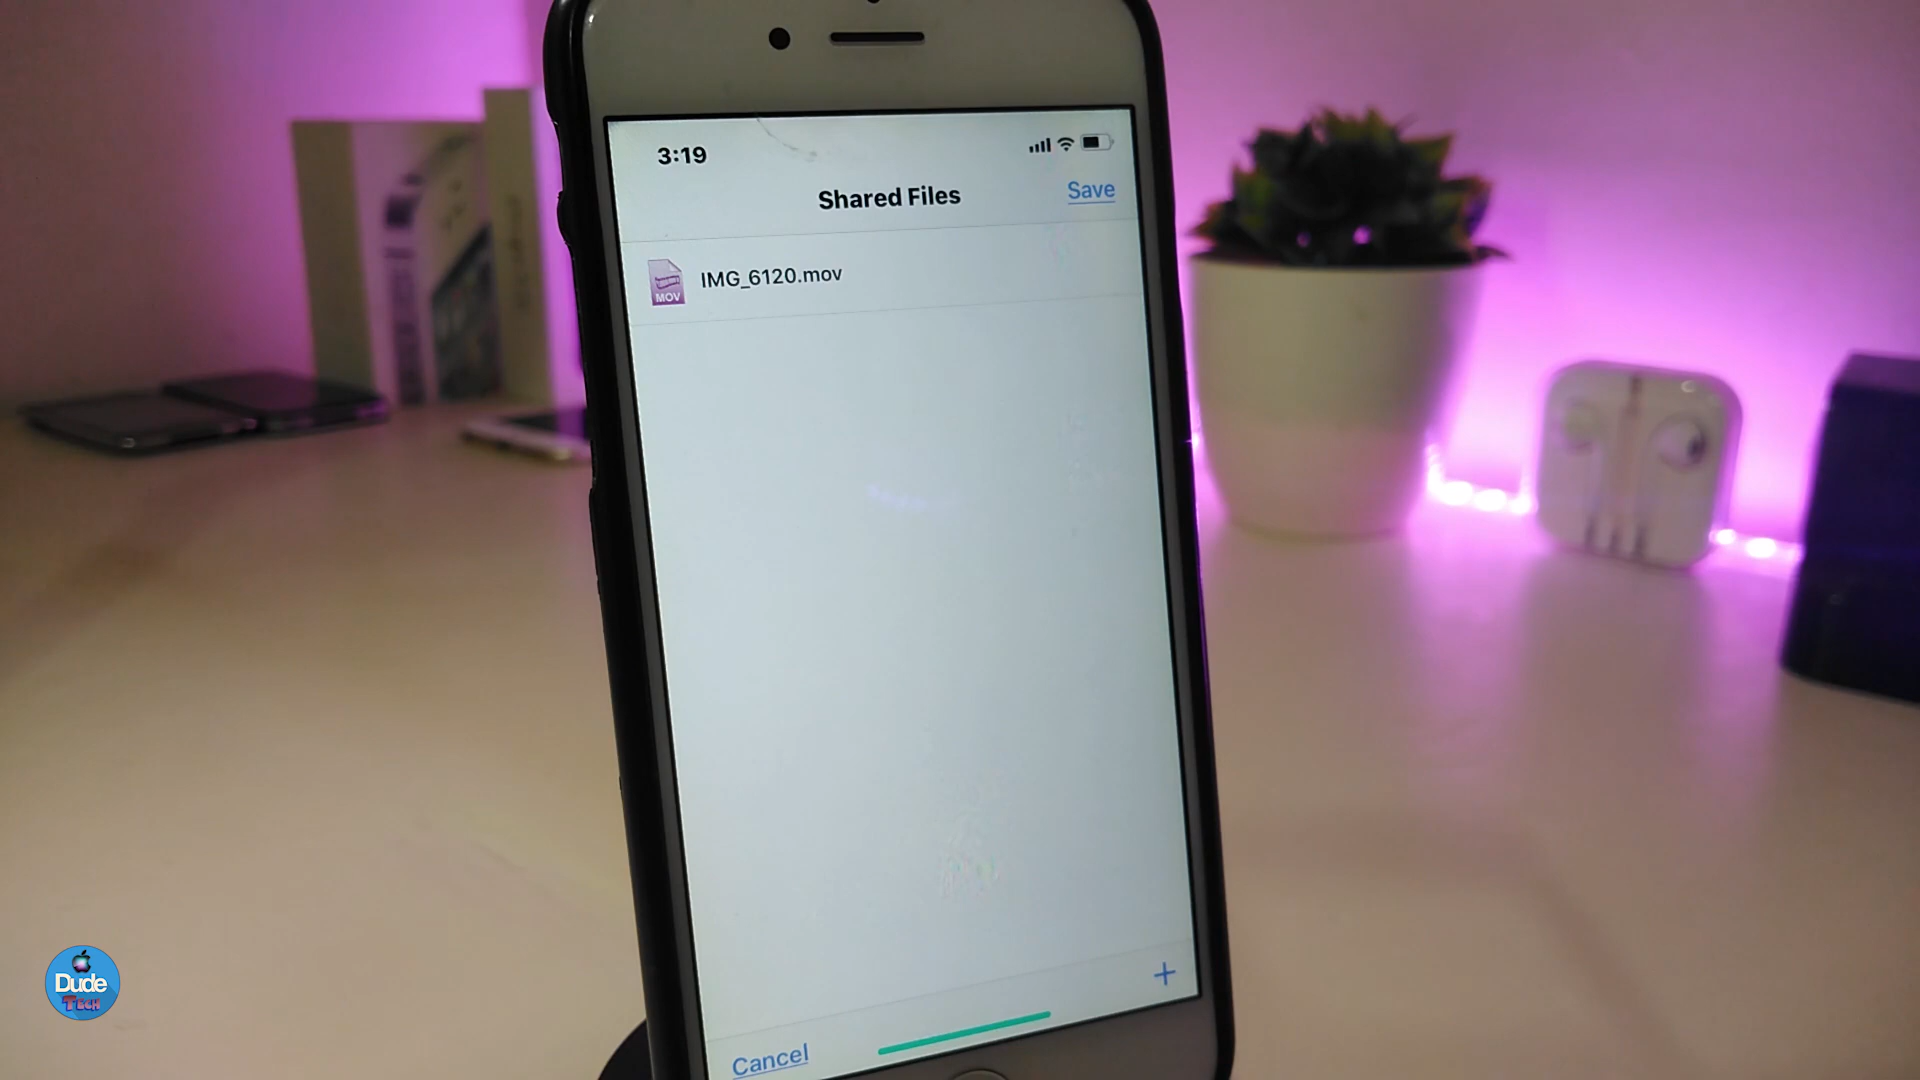 3:19
Shared Files
Save
MOV
IMG_6120.mov
+
Cancel
Dude
TECH